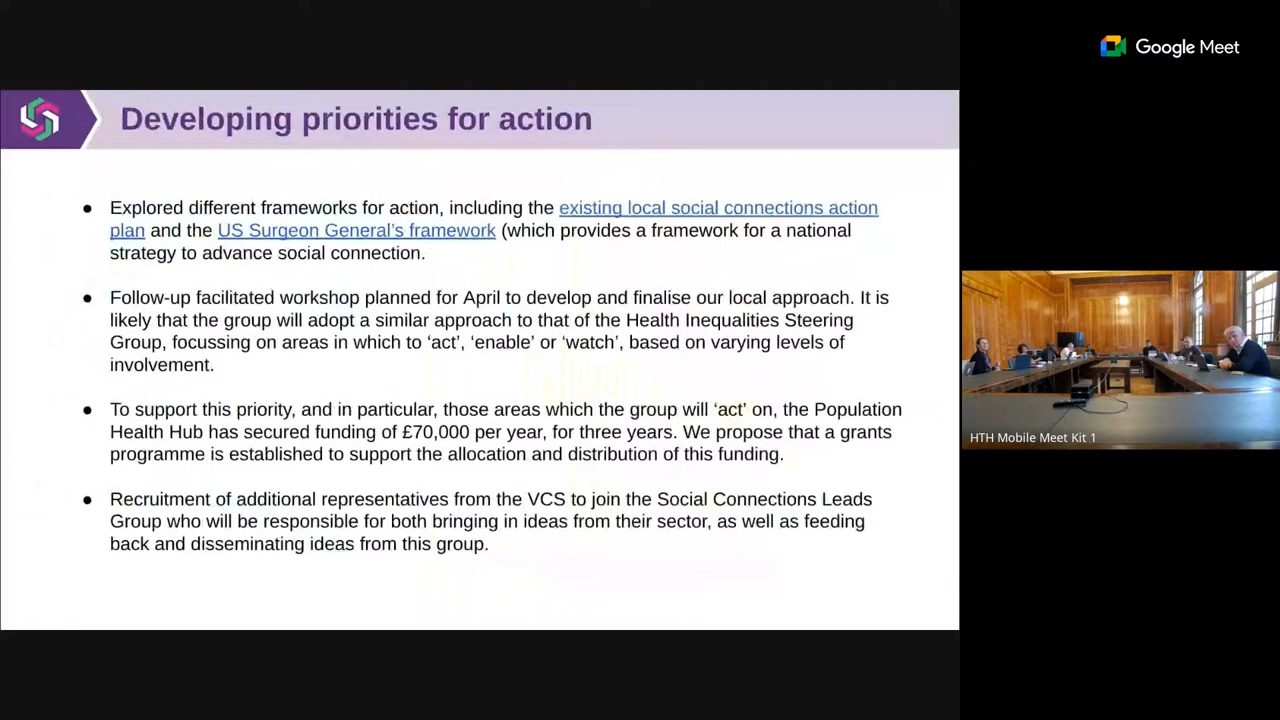 Google Meet
Developing priorities for action
● Explored different frameworks for action, including the existing local social connections action
plan and the US Surgeon General’s framework (which provides a framework for a national
strategy to advance social connection.
● Follow-up facilitated workshop planned for April to develop and finalise our local approach. It is
likely that the group will adopt a similar approach to that of the Health Inequalities Steering
Group, focussing on areas in which to ‘act’, ‘enable’ or ‘watch’, based on varying levels of
involvement.
● To support this priority, and in particular, those areas which the group will ‘act’ on, the Population
Health Hub has secured funding of £70,000 per year, for three years. We propose that a grants
programme is established to support the allocation and distribution of this funding.
● Recruitment of additional representatives from the VCS to join the Social Connections Leads
Group who will be responsible for both bringing in ideas from their sector, as well as feeding
back and disseminating ideas from this group.
HTH Mobile Meet Kit 1